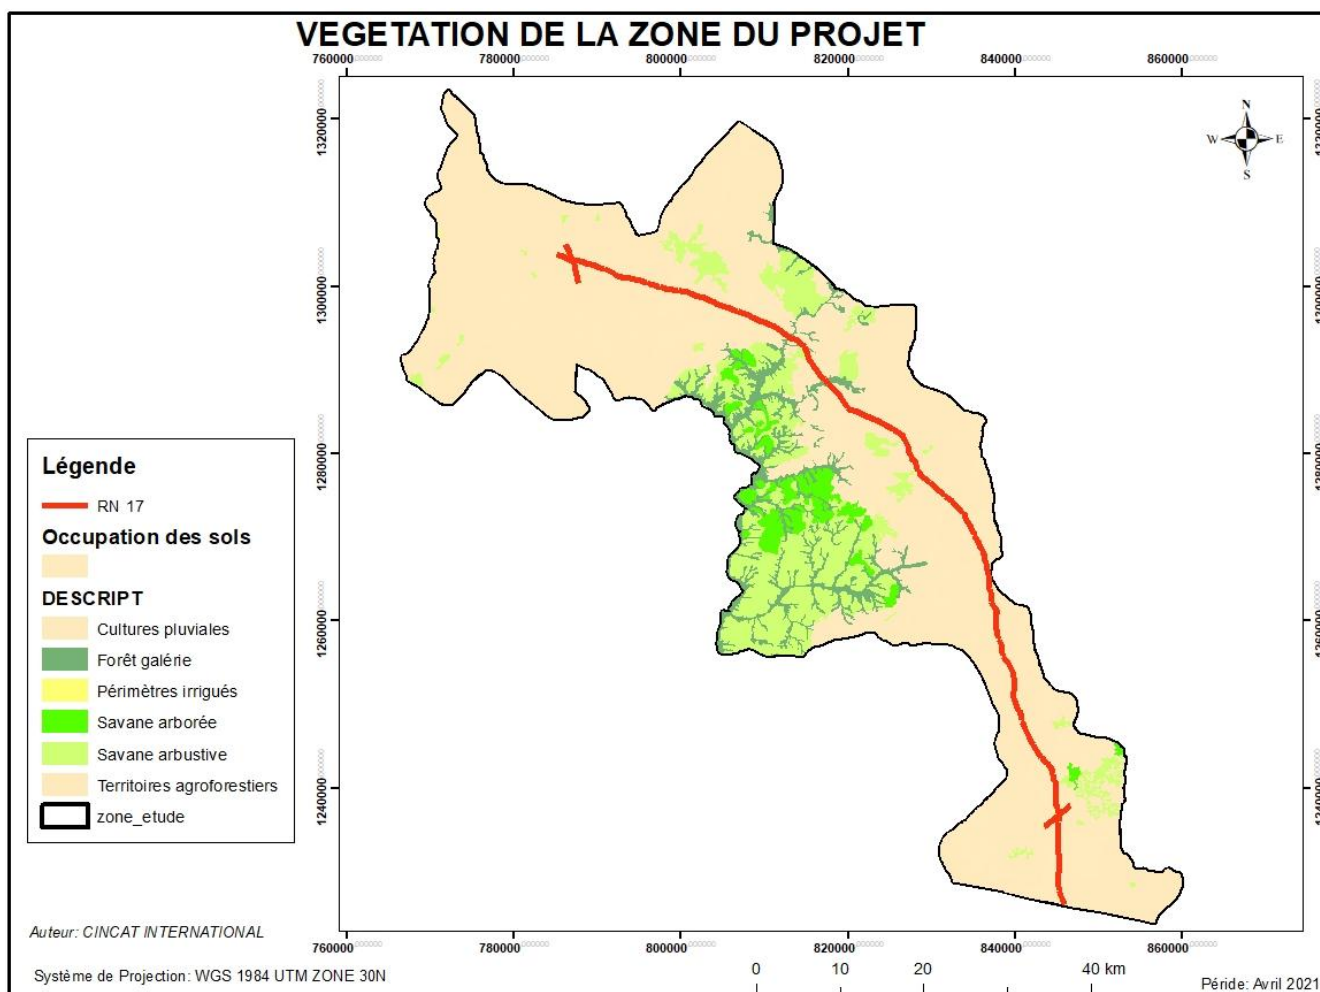 VEGETATION DE LA ZONE DU PROJET
760000 780000 800000 820000 840000 860000
N
W E
S
1320000
1300000
1280000
1260000
1240000
Légende
RN 17
Occupation des sols
DESCRIPT
Cultures pluviales
Forêt galérie
Périmètres irrigués
Savane arborée
Savane arbustive
Territoires agroforestiers
zone_etude
760000 780000 800000 820000 840000 860000
Auteur: CINCAT INTERNATIONAL
Système de Projection: WGS 1984 UTM ZONE 30N
0 10 20 40 km
Péride: Avril 2021